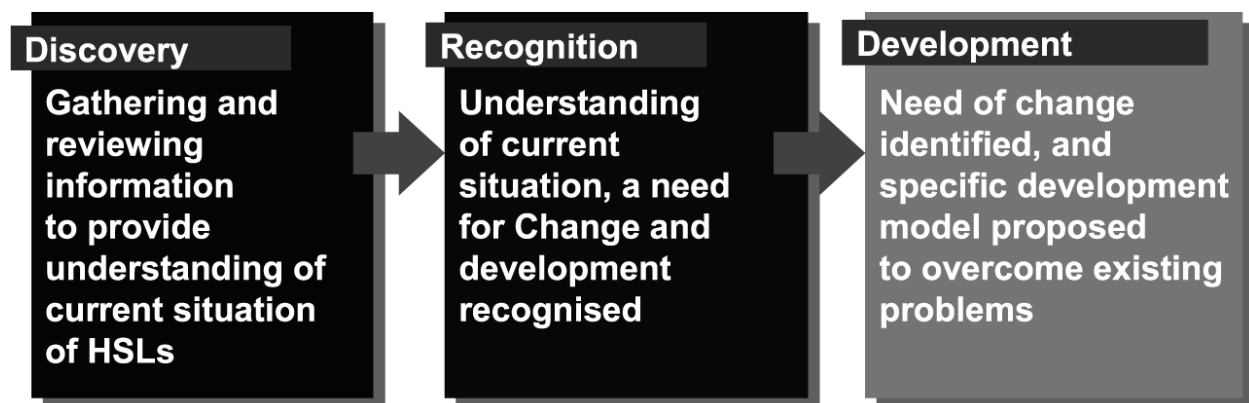 Discovery
Gathering and
reviewing
information
to provide
understanding of
current situation
of HSLs
Recognition
Understanding
of current
situation, a need
for Change and
development
recognised
Development
Need of change
identified, and
specific development
model proposed
to overcome existing
problems